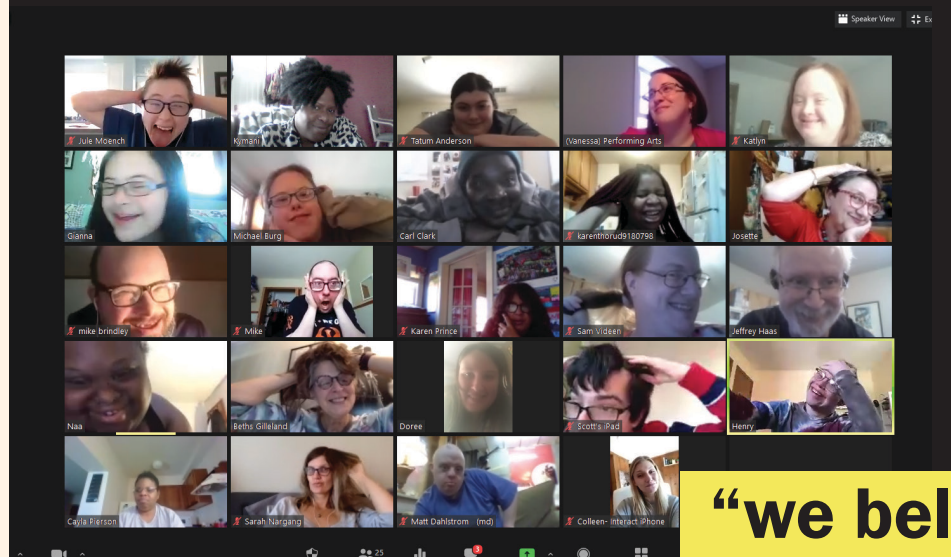 Speaker View Ex
Jule Moench Kymani Tatum Anderson (Vanessa) Performing Arts Katlyn
Gianna Michael Burg Carl Clark karenthorud9180798 Josette
mike brindley Mike Karen Prince Sam Videen Jeffrey Haas
Naa Beths Gilleland Doree Scott's iPad Henry
Cayla Pierson Sarah Nargang Matt Dahlstrom (md) Colleen- Interact iPhone
“we bel
25 3